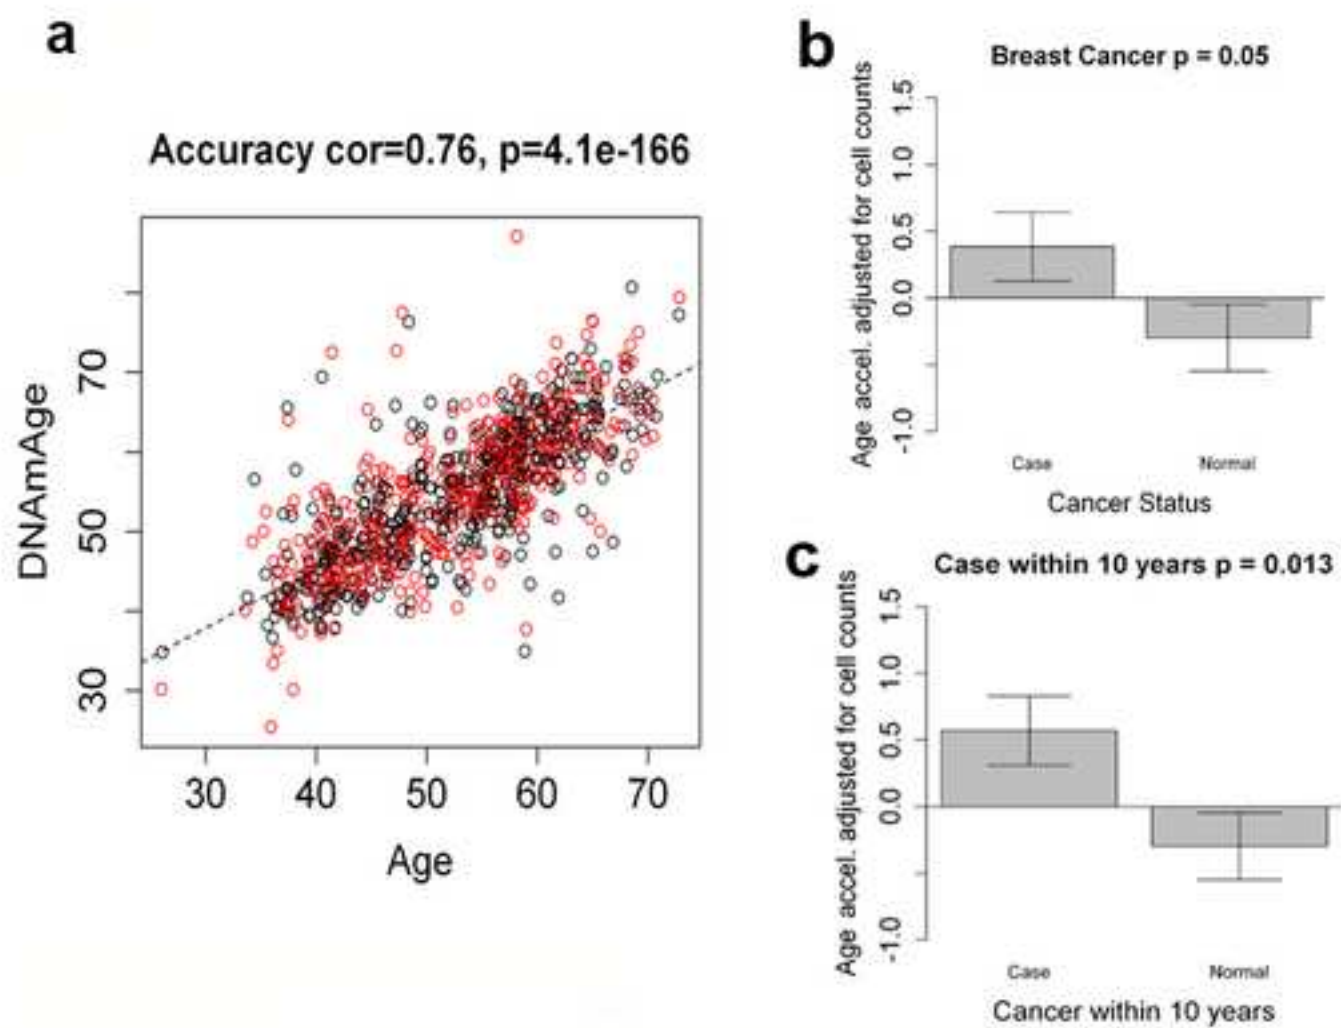 a
Accuracy cor=0.76, p=4.1e-166
DNAmAge
70
50
30
30 40 50 60 70
Age
b
Breast Cancer p = 0.05
Age accel. adjusted for cell counts
1.5
1.0
0.5
0.0
-1.0
Case Normal
Cancer Status
c
Case within 10 years p = 0.013
Age accel. adjusted for cell counts
1.5
1.0
0.5
0.0
-1.0
Case Normal
Cancer within 10 years